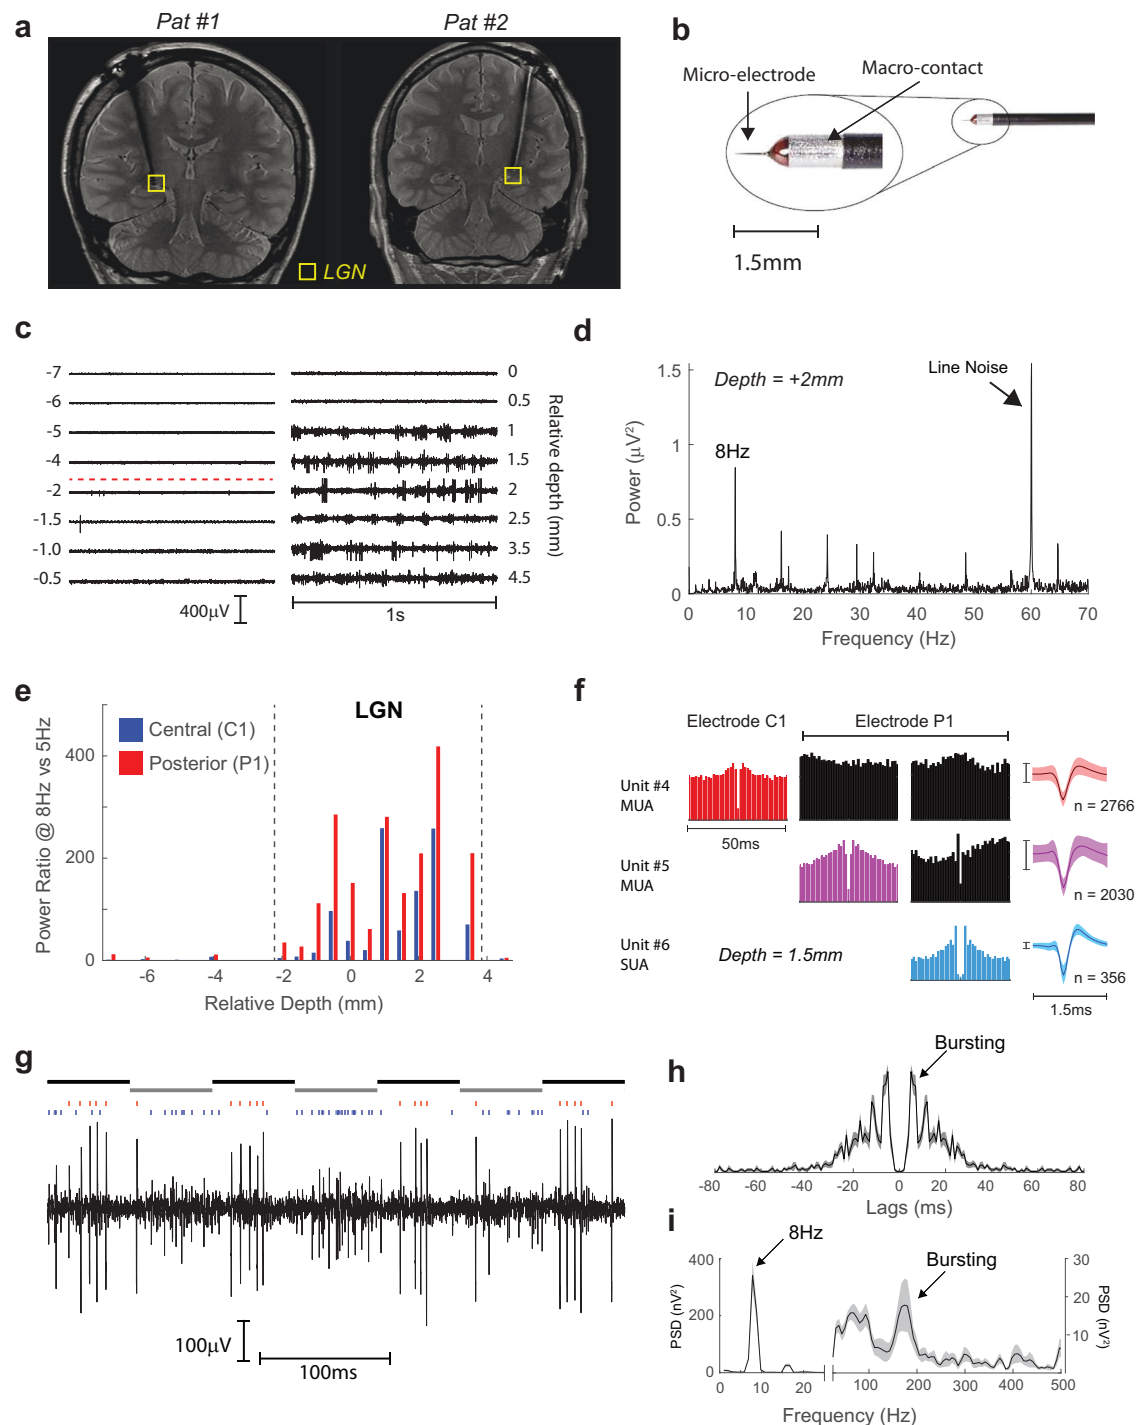 a
Pat #1
Pat #2
LGN
b
Micro-electrode
Macro-contact
1.5mm
c
-7
-6
-5
-4
-2
-1.5
-1.0
-0.5
0
0.5
1
1.5
2
2.5
3.5
4.5
Relative depth (mm)
400μV
1s
d
Depth = +2mm
Line Noise
8Hz
Power (μV²)
1.5
1
0.5
0
0 10 20 30 40 50 60 70
Frequency (Hz)
e
LGN
Central (C1)
Posterior (P1)
Power Ratio @ 8Hz vs 5Hz
400
200
0
-6 -4 -2 0 2 4
Relative Depth (mm)
f
Electrode C1
Electrode P1
Unit #4
MUA
n = 2766
50ms
Unit #5
MUA
n = 2030
Unit #6
SUA
Depth = 1.5mm
n = 356
1.5ms
g
100μV
100ms
h
Bursting
-80 -60 -40 -20 0 20 40 60 80
Lags (ms)
i
8Hz
Bursting
PSD (nV²)
400
200
0
30
20
10
PSD (nV²)
0 10 20 100 200 300 400 500
Frequency (Hz)